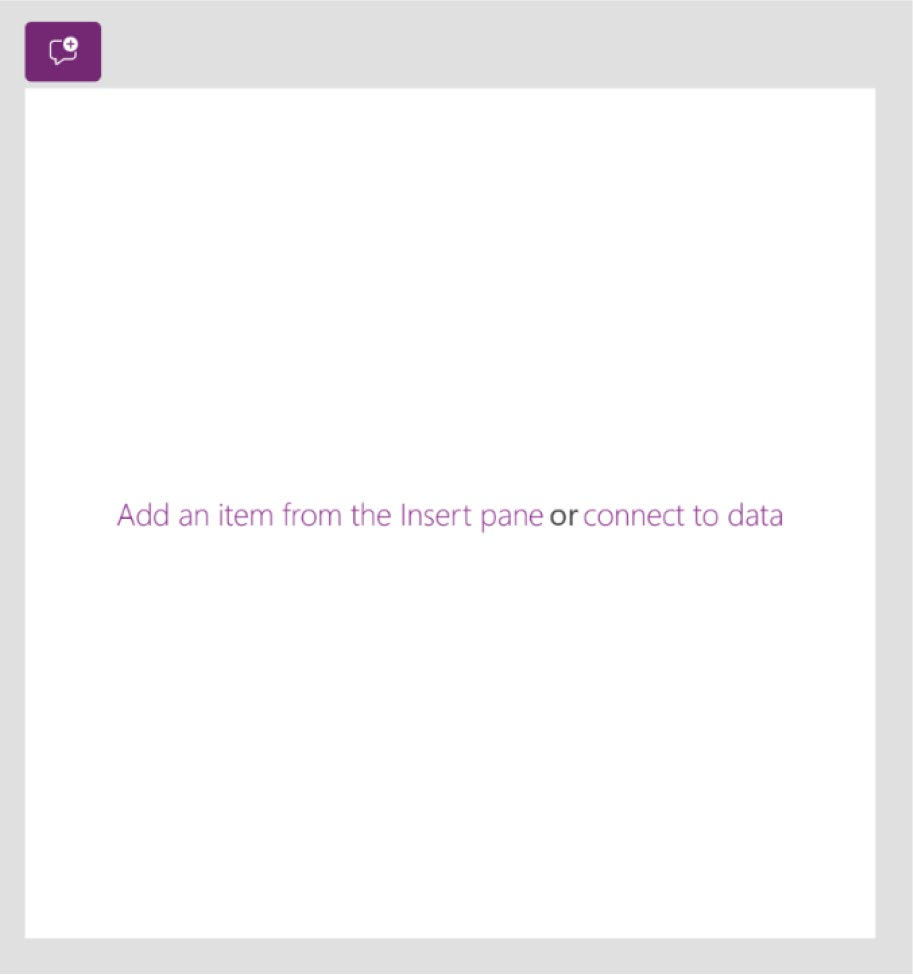 Add an item from the Insert pane or connect to data